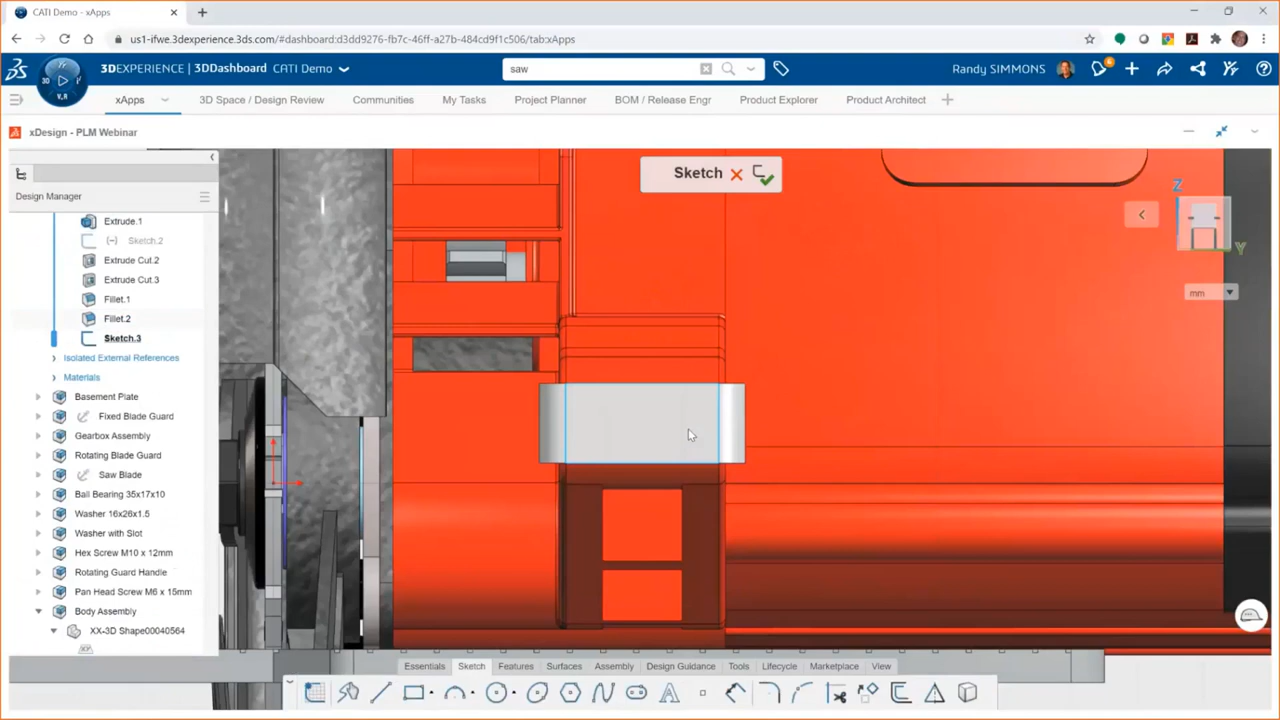 CATI Demo - xApps
us1-ifwe.3dexperience.3ds.com/#dashboard:d3dd9276-fb7c-46ff-a27b-484cd9f1c506/tab:xApps
3D V.R
3DEXPERIENCE | 3DDashboard CATI Demo
saw
Randy SIMMONS
xApps 3D Space / Design Review Communities My Tasks Project Planner BOM / Release Engr Product Explorer Product Architect
xDesign - PLM Webinar
Sketch
Design Manager
Z
Y
mm
Extrude.1
(-) Sketch.2
Extrude Cut.2
Extrude Cut.3
Fillet.1
Fillet.2
Sketch.3
Isolated External References
Materials
Basement Plate
Fixed Blade Guard
Gearbox Assembly
Rotating Blade Guard
Saw Blade
Ball Bearing 35x17x10
Washer 16x26x1.5
Washer with Slot
Hex Screw M10 x 12mm
Rotating Guard Handle
Pan Head Screw M6 x 15mm
Body Assembly
XX-3D Shape00040564
Essentials Sketch Features Surfaces Assembly Design Guidance Tools Lifecycle Marketplace View